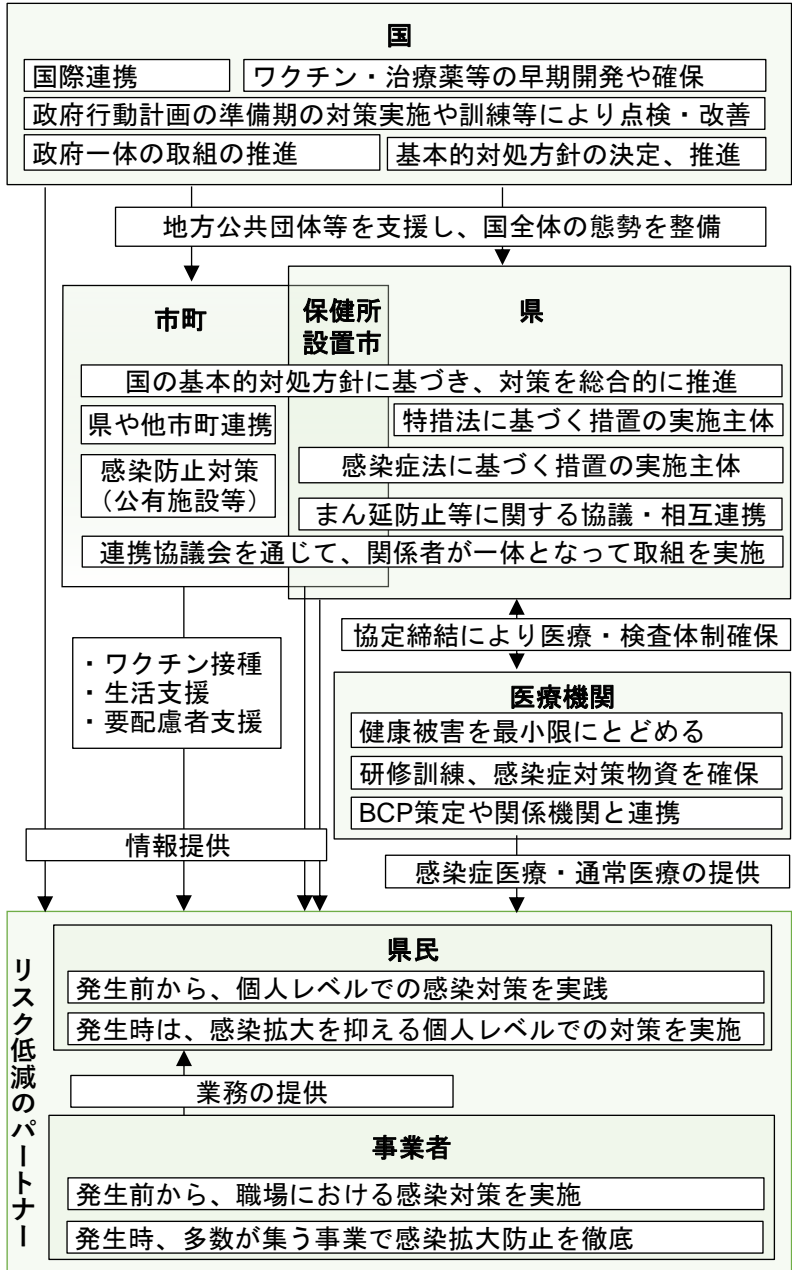 国
国際連携
ワクチン・治療薬等の早期開発や確保
政府行動計画の準備期の対策実施や訓練等により点検・改善
政府一体の取組の推進
基本的対処方針の決定、推進
地方公共団体等を支援し、国全体の態勢を整備
市町
保健所
設置市
県
国の基本的対処方針に基づき、対策を総合的に推進
県や他市町連携
特措法に基づく措置の実施主体
感染防止対策
（公有施設等）
感染症法に基づく措置の実施主体
まん延防止等に関する協議・相互連携
連携協議会を通じて、関係者が一体となって取組を実施
協定締結により医療・検査体制確保
・ワクチン接種
・生活支援
・要配慮者支援
医療機関
健康被害を最小限にとどめる
研修訓練、感染症対策物資を確保
BCP策定や関係機関と連携
情報提供
感染症医療・通常医療の提供
リスク低減のパートナー
県民
発生前から、個人レベルでの感染対策を実践
発生時は、感染拡大を抑える個人レベルでの対策を実施
業務の提供
事業者
発生前から、職場における感染対策を実施
発生時、多数が集う事業で感染拡大防止を徹底